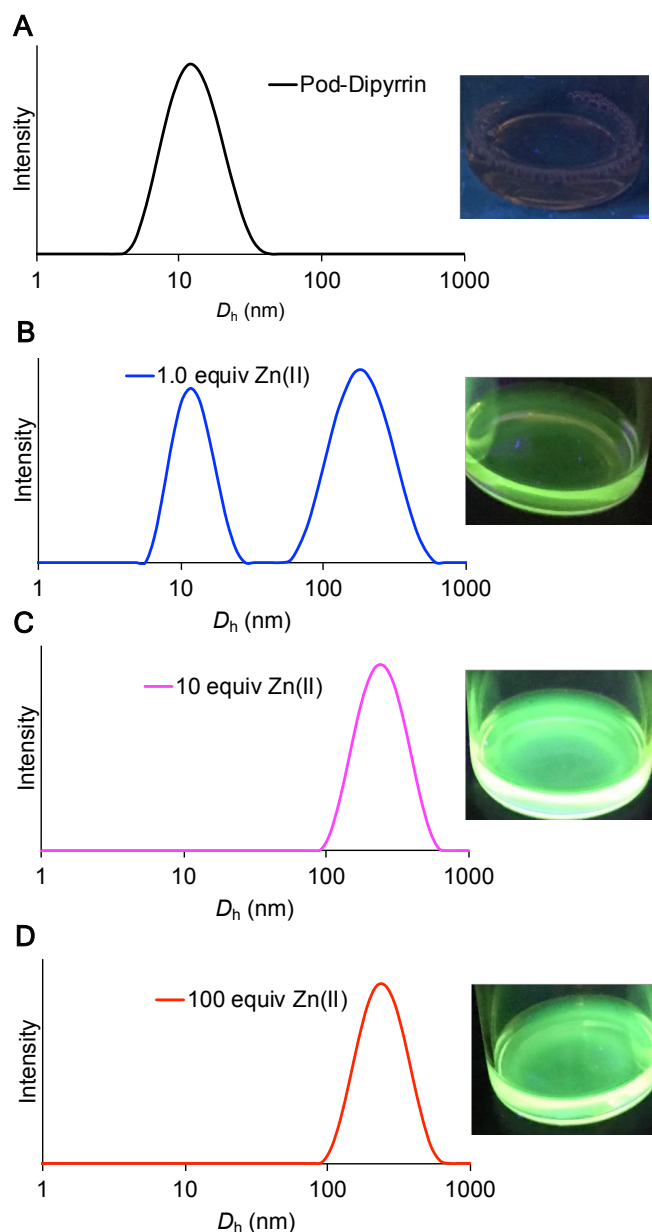 A
Intensity
Pod-Dipyrrin
1 10 100 1000
Dh (nm)
B
Intensity
1.0 equiv Zn(II)
1 10 100 1000
Dh (nm)
C
Intensity
10 equiv Zn(II)
1 10 100 1000
Dh (nm)
D
Intensity
100 equiv Zn(II)
1 10 100 1000
Dh (nm)